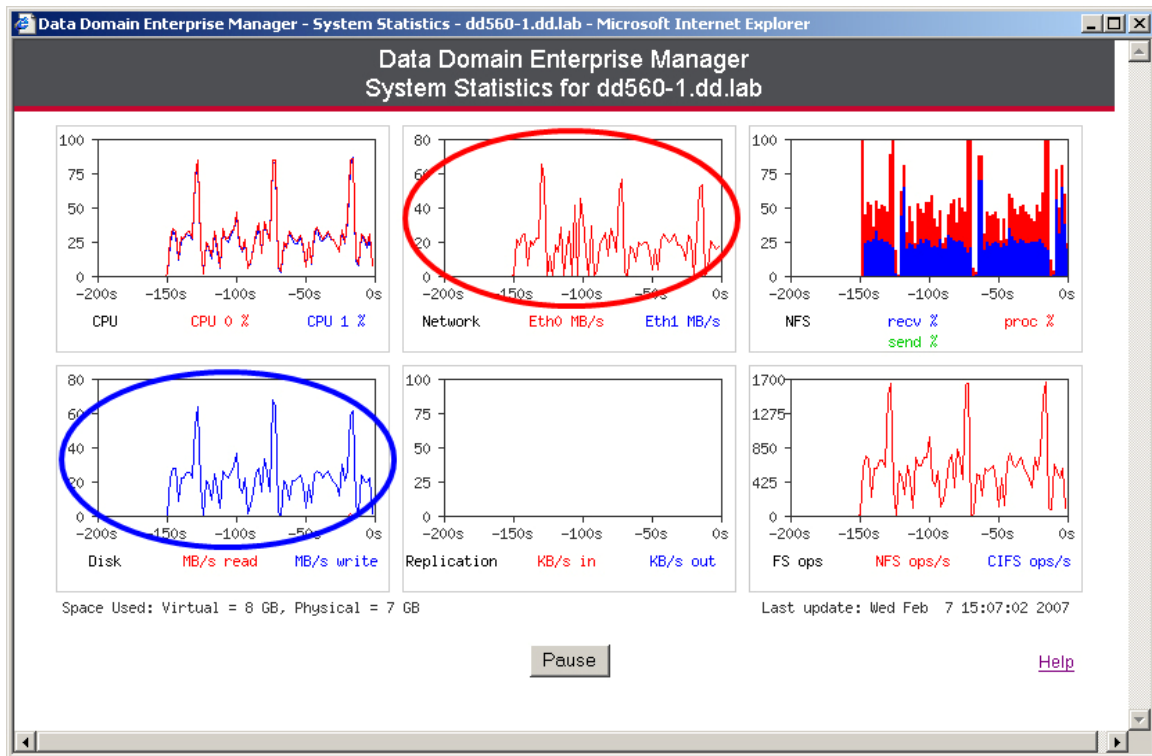 Data Domain Enterprise Manager - System Statistics - dd560-1.dd.lab - Microsoft Internet Explorer
Data Domain Enterprise Manager
System Statistics for dd560-1.dd.lab
100
75
50
25
0
-200s -150s -100s -50s 0s
CPU CPU 0 % CPU 1 %
80
60
40
20
0
-200s -150s -100s -50s 0s
Network Eth0 MB/s Eth1 MB/s
100
75
50
25
0
-200s -150s -100s -50s 0s
NFS recv % proc %
send %
80
60
40
20
0
-200s -150s -100s -50s 0s
Disk MB/s read MB/s write
100
75
50
25
0
-200s -150s -100s -50s 0s
Replication KB/s in KB/s out
1700
1275
850
425
0
-200s -150s -100s -50s 0s
FS ops NFS ops/s CIFS ops/s
Space Used: Virtual = 8 GB, Physical = 7 GB
Last update: Wed Feb  7 15:07:02 2007
Pause
Help